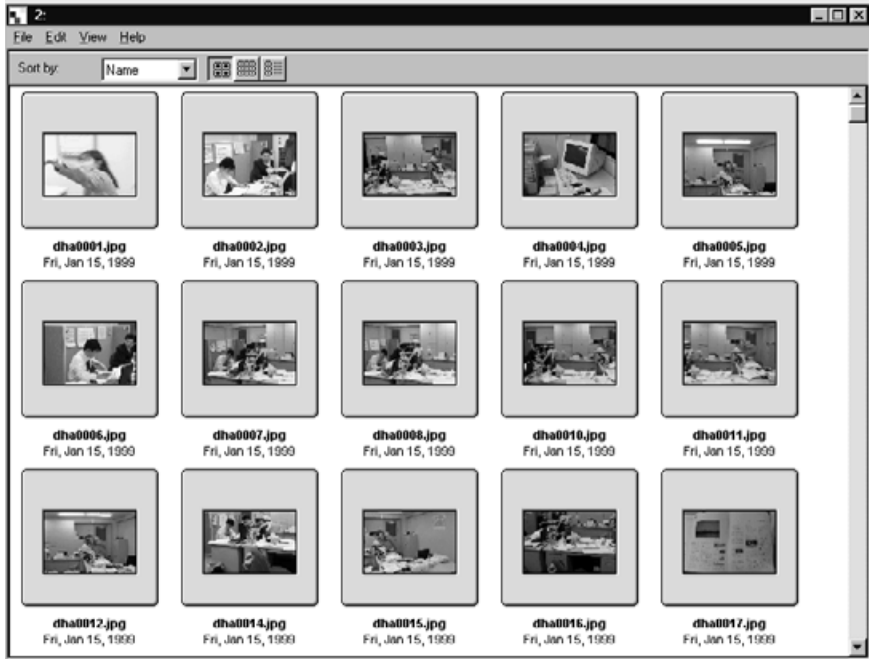 2:
File Edit View Help
Sort by: Name
dha0001.jpg dha0002.jpg dha0003.jpg dha0004.jpg dha0005.jpg
Fri, Jan 15, 1999 Fri, Jan 15, 1999 Fri, Jan 15, 1999 Fri, Jan 15, 1999 Fri, Jan 15, 1999
dha0006.jpg dha0007.jpg dha0008.jpg dha0010.jpg dha0011.jpg
Fri, Jan 15, 1999 Fri, Jan 15, 1999 Fri, Jan 15, 1999 Fri, Jan 15, 1999 Fri, Jan 15, 1999
dha0012.jpg dha0014.jpg dha0015.jpg dha0016.jpg dha0017.jpg
Fri, Jan 15, 1999 Fri, Jan 15, 1999 Fri, Jan 15, 1999 Fri, Jan 15, 1999 Fri, Jan 15, 1999